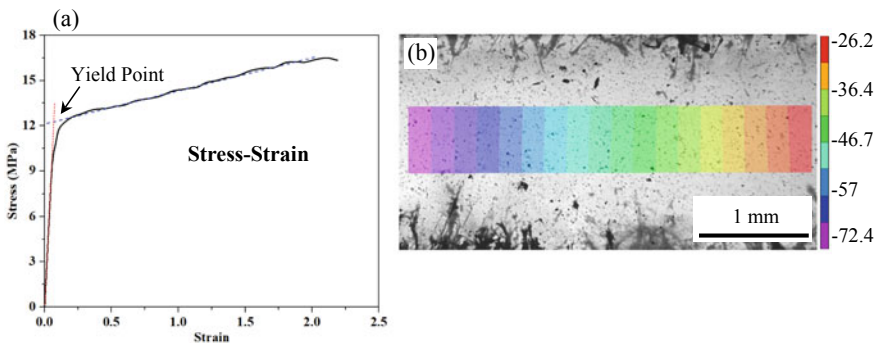 (a)
18
15
12
9
6
3
0
Stress (MPa)
Yield Point
Stress-Strain
0.0 0.5 1.0 1.5 2.0 2.5
Strain
(b)
1 mm
-26.2
-36.4
-46.7
-57
-72.4